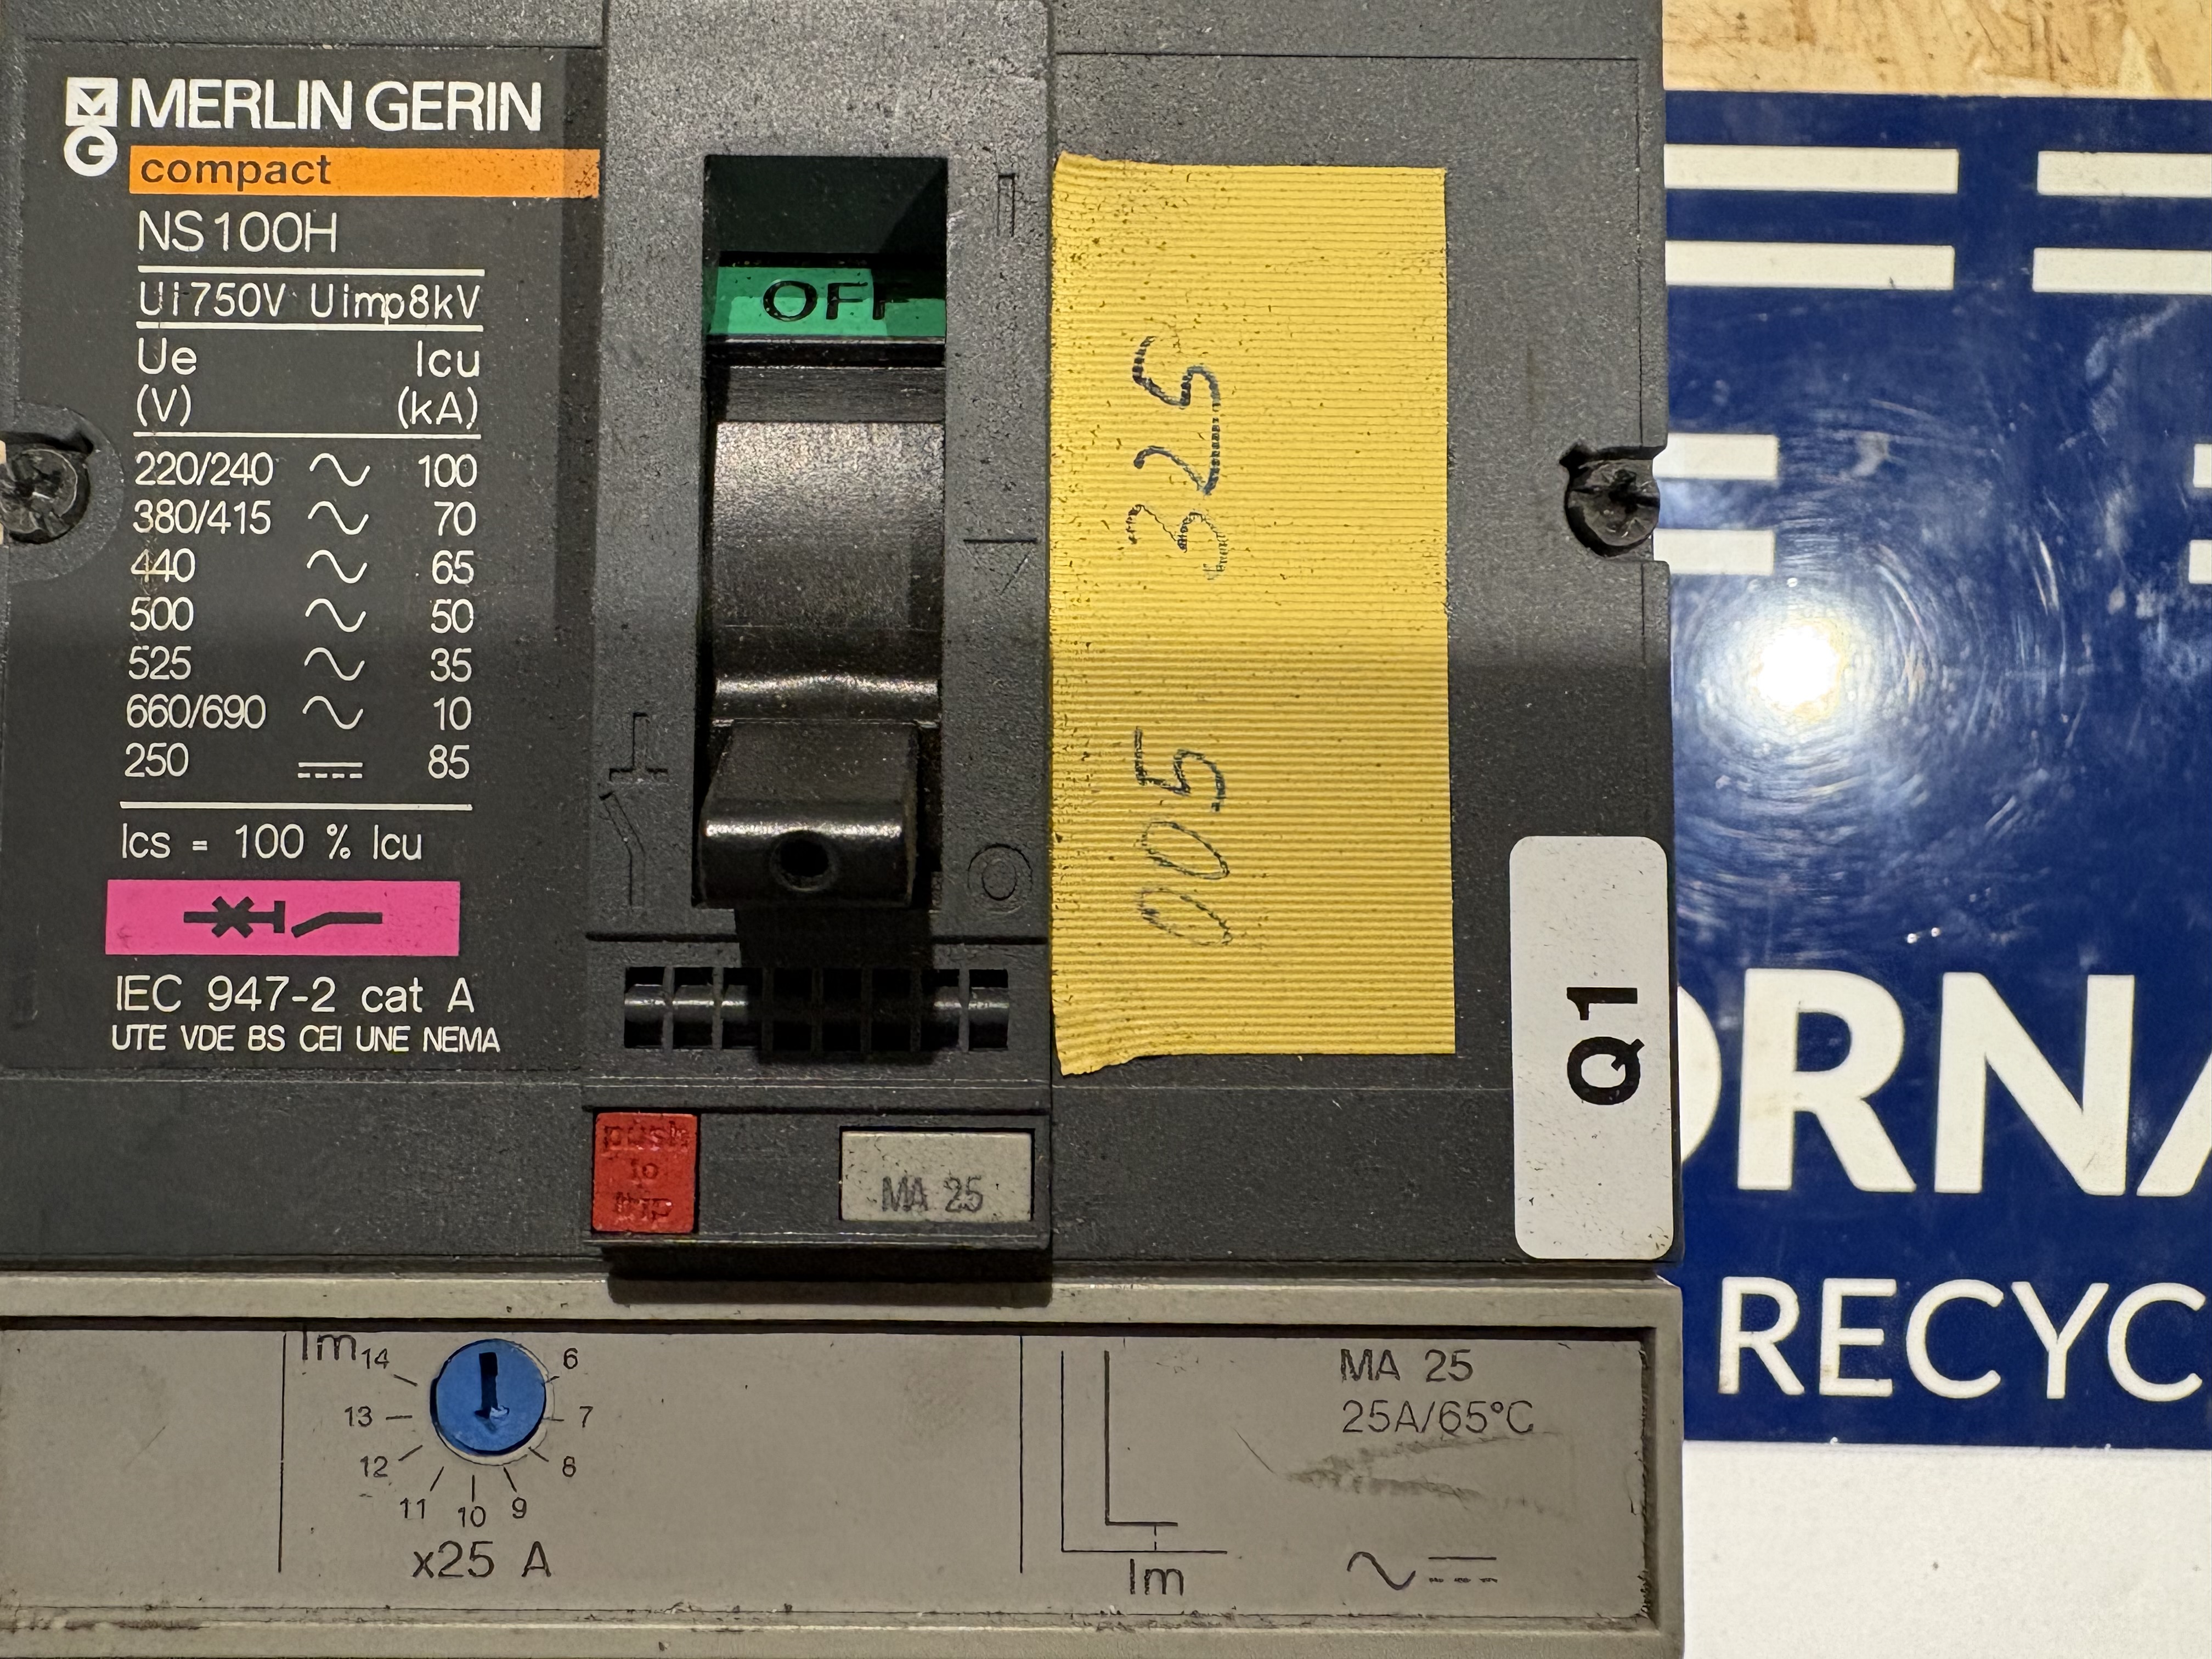 MERLIN GERIN
compact
NS100H
Ui750V Uimp8kV
Ue Icu
(V) (kA)
220/240 ∼ 100
380/415 ∼ 70
440 ∼ 65
500 ∼ 50
525 ∼ 35
660/690 ∼ 10
250 ⎓ 85
Ics = 100 % Icu
IEC 947-2 cat A
UTE VDE BS CEI UNE NEMA
OFF
I
O
005 325
Q1
push
to
trip
MA 25
Im
14
13
12
11
10
9
8
7
6
x25 A
Im
MA 25
25A/65°C
∼ ⎓
ORNA
RECYC